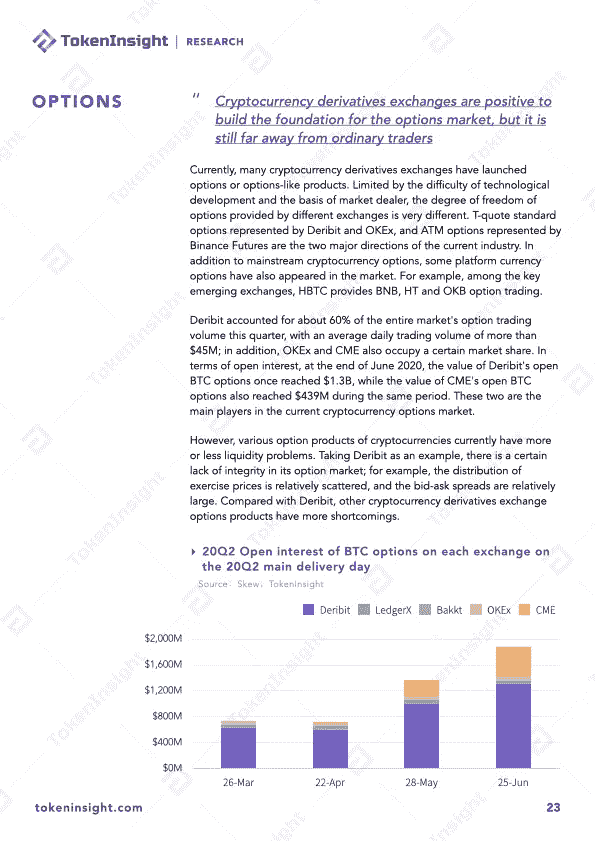 TokenInsight | RESEARCH
OPTIONS
" Cryptocurrency derivatives exchanges are positive to
build the foundation for the options market, but it is
still far away from ordinary traders
Currently, many cryptocurrency derivatives exchanges have launched
options or options-like products. Limited by the difficulty of technological
development and the basis of market dealer, the degree of freedom of
options provided by different exchanges is very different. T-quote standard
options represented by Deribit and OKEx, and ATM options represented by
Binance Futures are the two major directions of the current industry. In
addition to mainstream cryptocurrency options, some platform currency
options have also appeared in the market. For example, among the key
emerging exchanges, HBTC provides BNB, HT and OKB option trading.
Deribit accounted for about 60% of the entire market's option trading
volume this quarter, with an average daily trading volume of more than
$45M; in addition, OKEx and CME also occupy a certain market share. In
terms of open interest, at the end of June 2020, the value of Deribit's open
BTC options once reached $1.3B, while the value of CME's open BTC
options also reached $439M during the same period. These two are the
main players in the current cryptocurrency options market.
However, various option products of cryptocurrencies currently have more
or less liquidity problems. Taking Deribit as an example, there is a certain
lack of integrity in its option market; for example, the distribution of
exercise prices is relatively scattered, and the bid-ask spreads are relatively
large. Compared with Deribit, other cryptocurrency derivatives exchange
options products have more shortcomings.
20Q2 Open interest of BTC options on each exchange on
the 20Q2 main delivery day
Source: Skew; TokenInsight
Deribit LedgerX Bakkt OKEx CME
$2,000M
$1,600M
$1,200M
$800M
$400M
$0M
26-Mar 22-Apr 28-May 25-Jun
tokeninsight.com 23